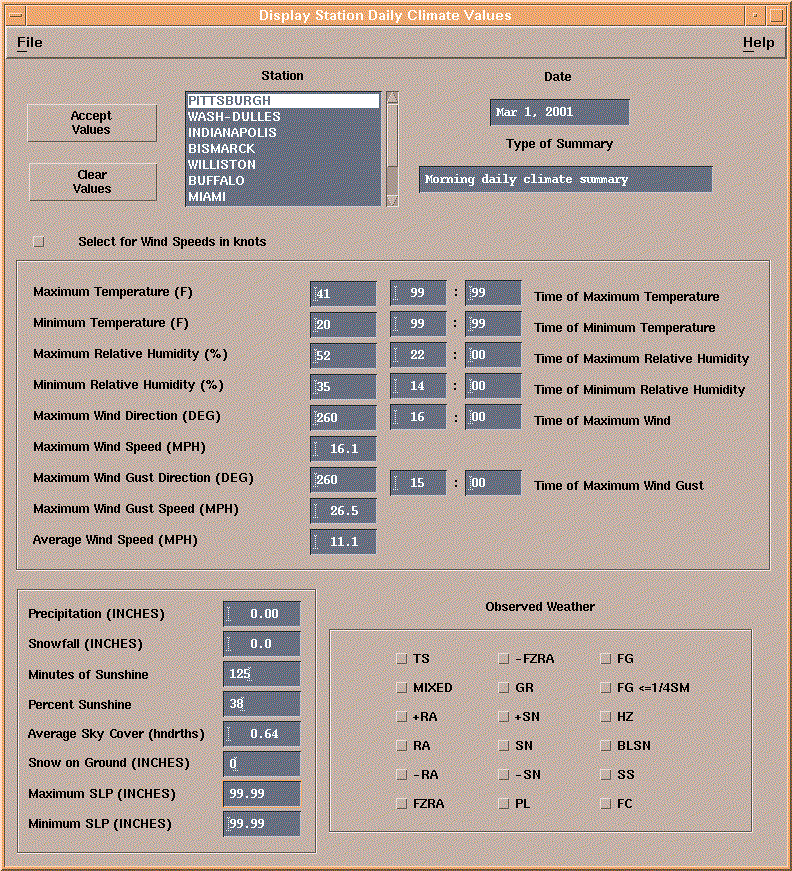 Display Station Daily Climate Values
File Help
Station
Date
PITTSBURGH
WASH-DULLES
INDIANAPOLIS
BISMARCK
WILLISTON
BUFFALO
MIAMI
Accept
Values
Clear
Values
Mar 1, 2001
Type of Summary
Morning daily climate summary
Select for Wind Speeds in knots
Maximum Temperature (F) 41 99 : 99 Time of Maximum Temperature
Minimum Temperature (F) 20 99 : 99 Time of Minimum Temperature
Maximum Relative Humidity (%) 52 22 : 00 Time of Maximum Relative Humidity
Minimum Relative Humidity (%) 35 14 : 00 Time of Minimum Relative Humidity
Maximum Wind Direction (DEG) 260 16 : 00 Time of Maximum Wind
Maximum Wind Speed (MPH) 16.1
Maximum Wind Gust Direction (DEG) 260 15 : 00 Time of Maximum Wind Gust
Maximum Wind Gust Speed (MPH) 26.5
Average Wind Speed (MPH) 11.1
Precipitation (INCHES) 0.00
Snowfall (INCHES) 0.0
Minutes of Sunshine 125
Percent Sunshine 38
Average Sky Cover (hndrths) 0.64
Snow on Ground (INCHES) 0
Maximum SLP (INCHES) 99.99
Minimum SLP (INCHES) 99.99
Observed Weather
TS -FZRA FG
MIXED GR FG <=1/4SM
+RA +SN HZ
RA SN BLSN
-RA -SN SS
FZRA PL FC